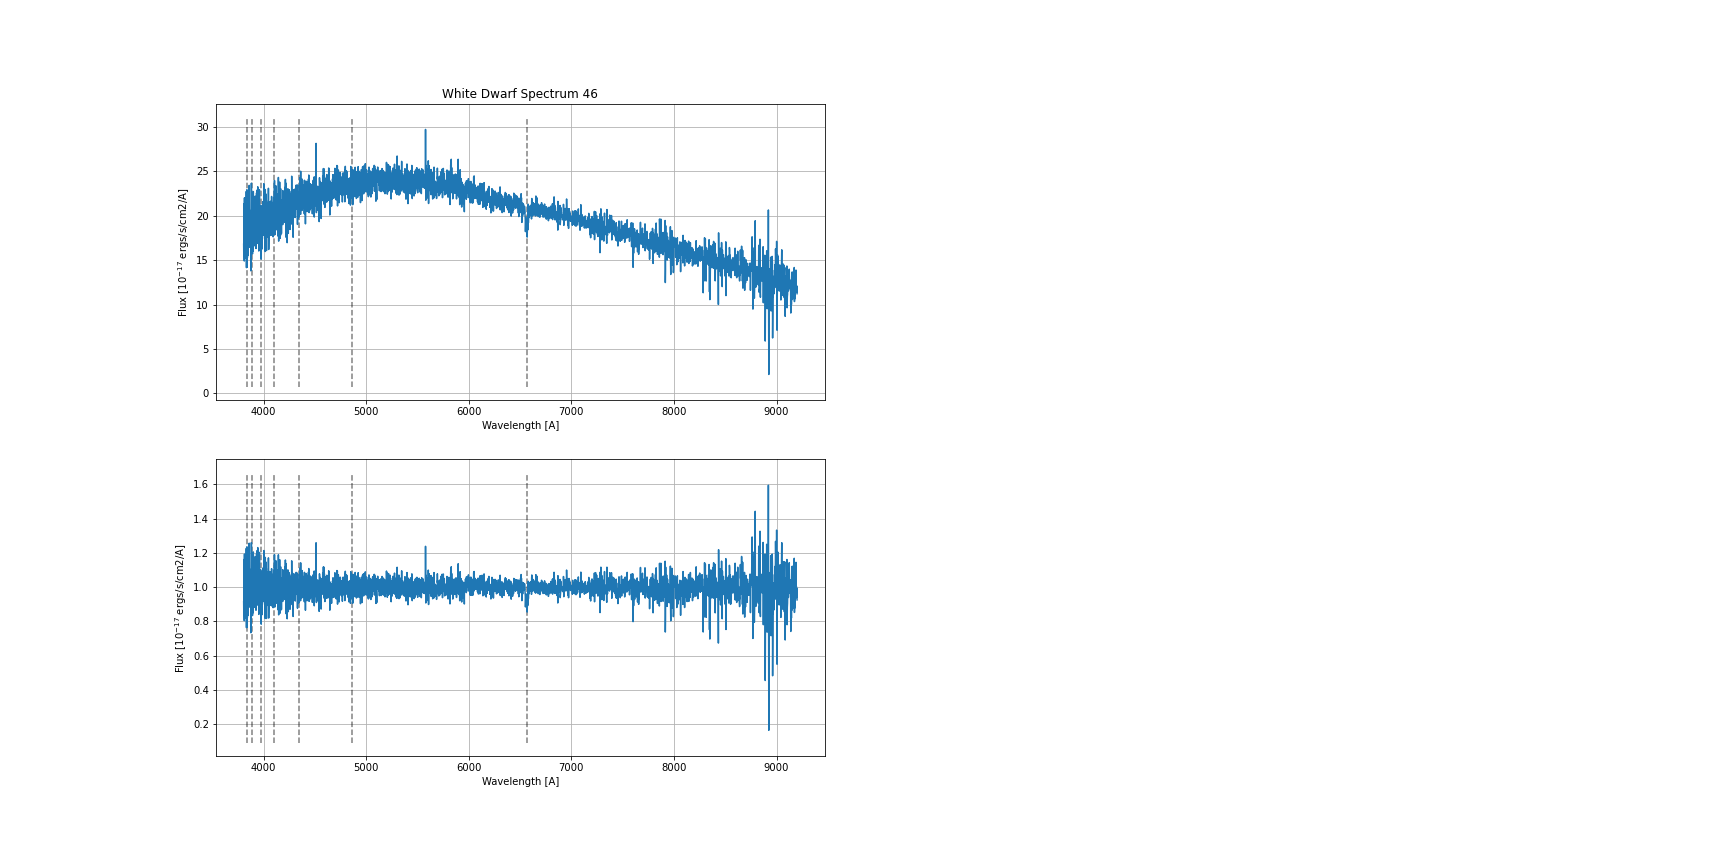 White Dwarf Spectrum 46
30
25
20
15
10
5
0
Flux [10⁻¹⁷ ergs/s/cm2/A]
4000 5000 6000 7000 8000 9000
Wavelength [A]
1.6
1.4
1.2
1.0
0.8
0.6
0.4
0.2
Flux [10⁻¹⁷ ergs/s/cm2/A]
4000 5000 6000 7000 8000 9000
Wavelength [A]